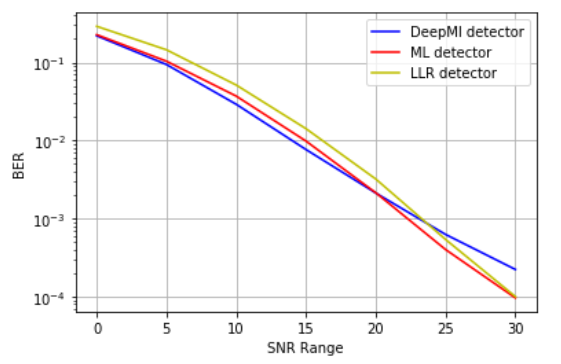 DeepMI detector
ML detector
LLR detector
10⁻¹
10⁻²
10⁻³
10⁻⁴
BER
0 5 10 15 20 25 30
SNR Range